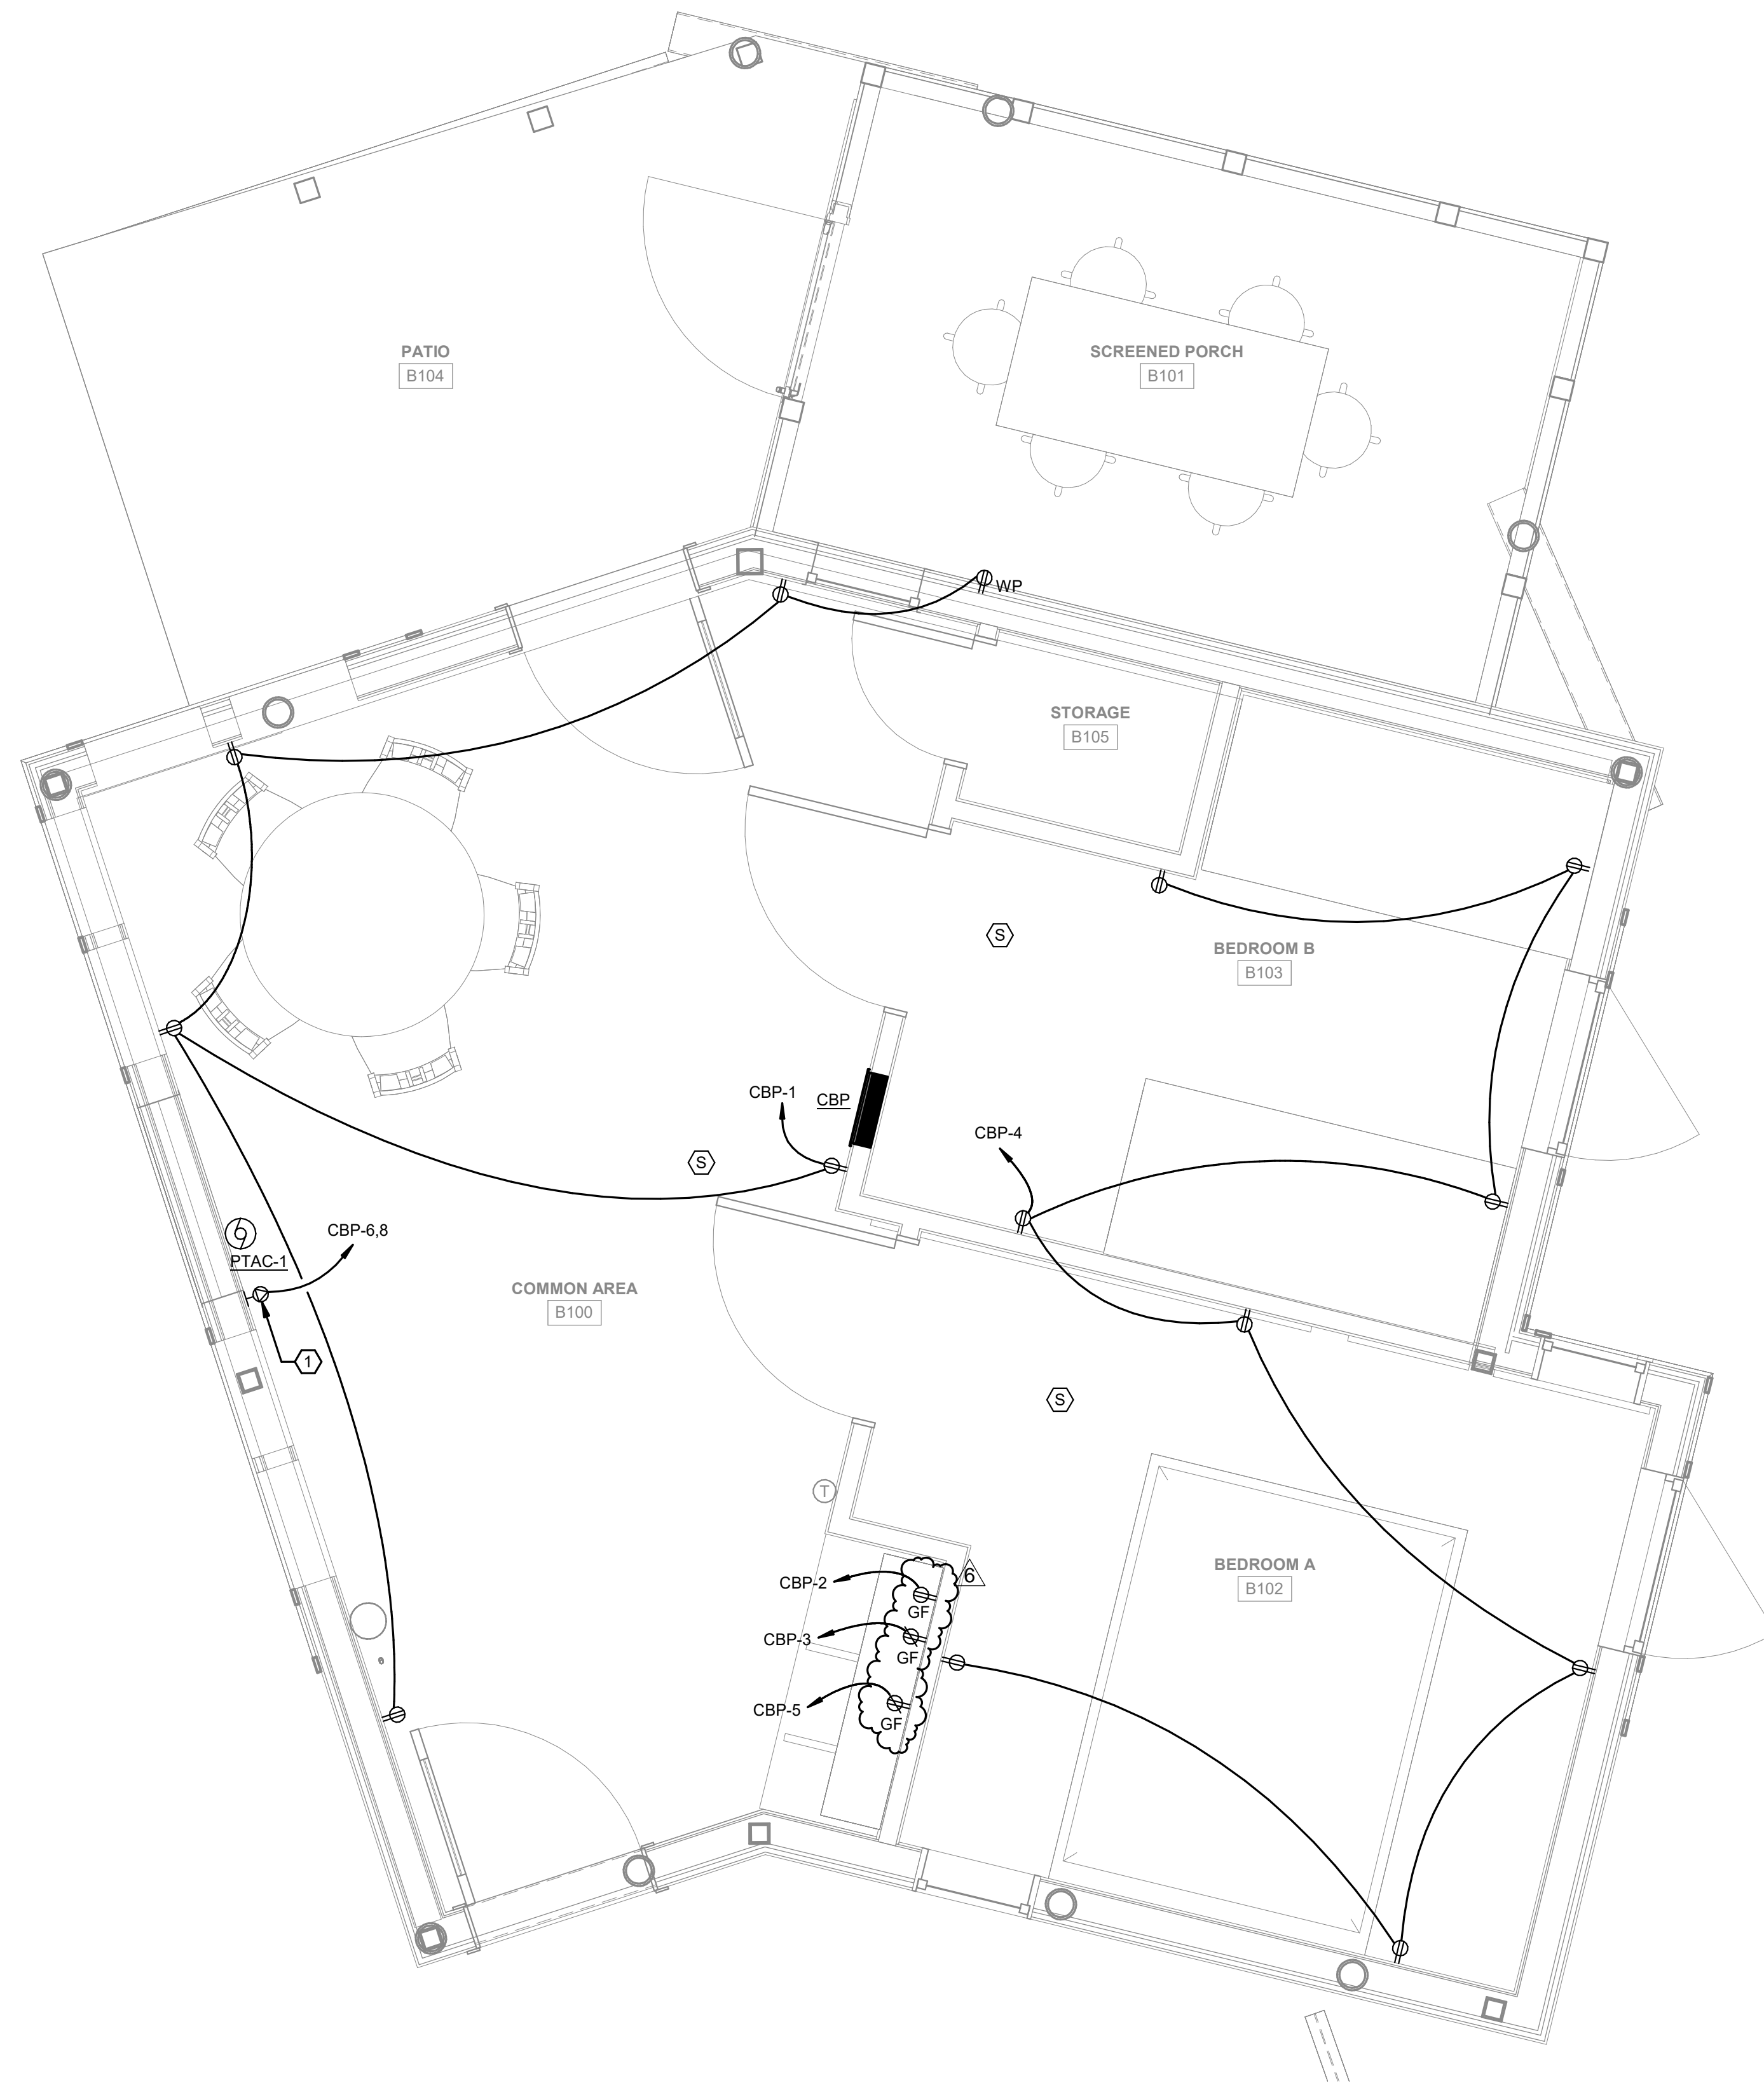 PATIO
B104
SCREENED PORCH
B101
WP
STORAGE
B105
S
BEDROOM B
B103
CBP-1
CBP
CBP-4
S
CBP-6,8
PTAC-1
COMMON AREA
B100
1
S
T
BEDROOM A
B102
CBP-2
6
GF
CBP-3
GF
CBP-5
GF